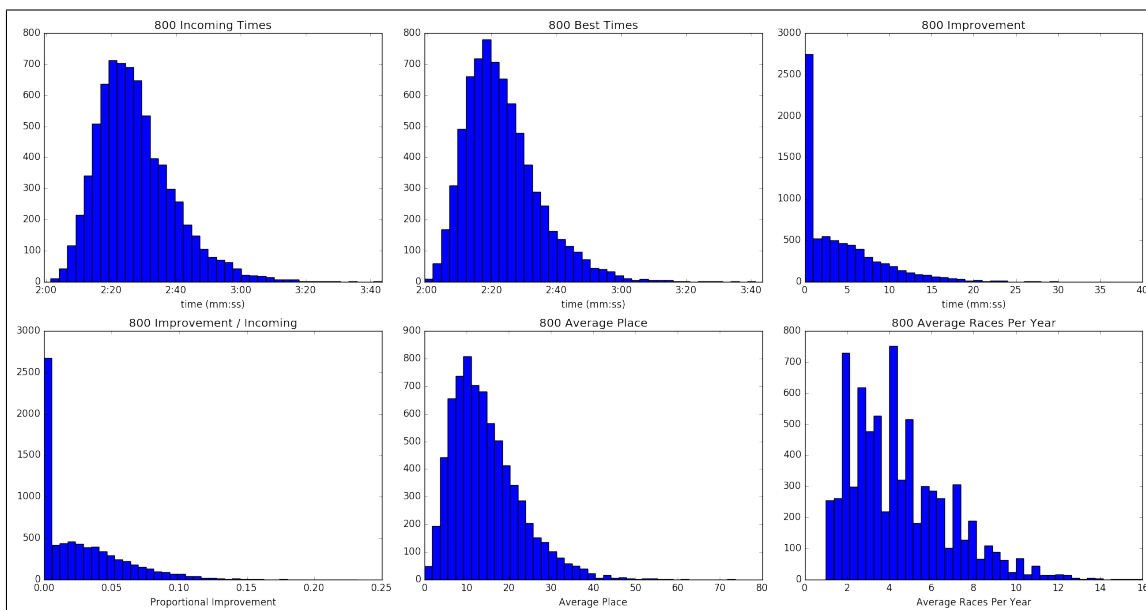 800 Incoming Times
800
700
600
500
400
300
200
100
0
2:00 2:20 2:40 3:00 3:20 3:40
time (mm:ss)
800 Best Times
800
700
600
500
400
300
200
100
0
2:00 2:20 2:40 3:00 3:20 3:40
time (mm:ss)
800 Improvement
3000
2500
2000
1500
1000
500
0
0 5 10 15 20 25 30 35 40
time (mm:ss)
800 Improvement / Incoming
3000
2500
2000
1500
1000
500
0
0.00 0.05 0.10 0.15 0.20 0.25
Proportional Improvement
800 Average Place
900
800
700
600
500
400
300
200
100
0
0 20 40 60 80
Average Place
800 Average Races Per Year
800
700
600
500
400
300
200
100
0
2 4 6 8 10 12 14 16
Average Races Per Year